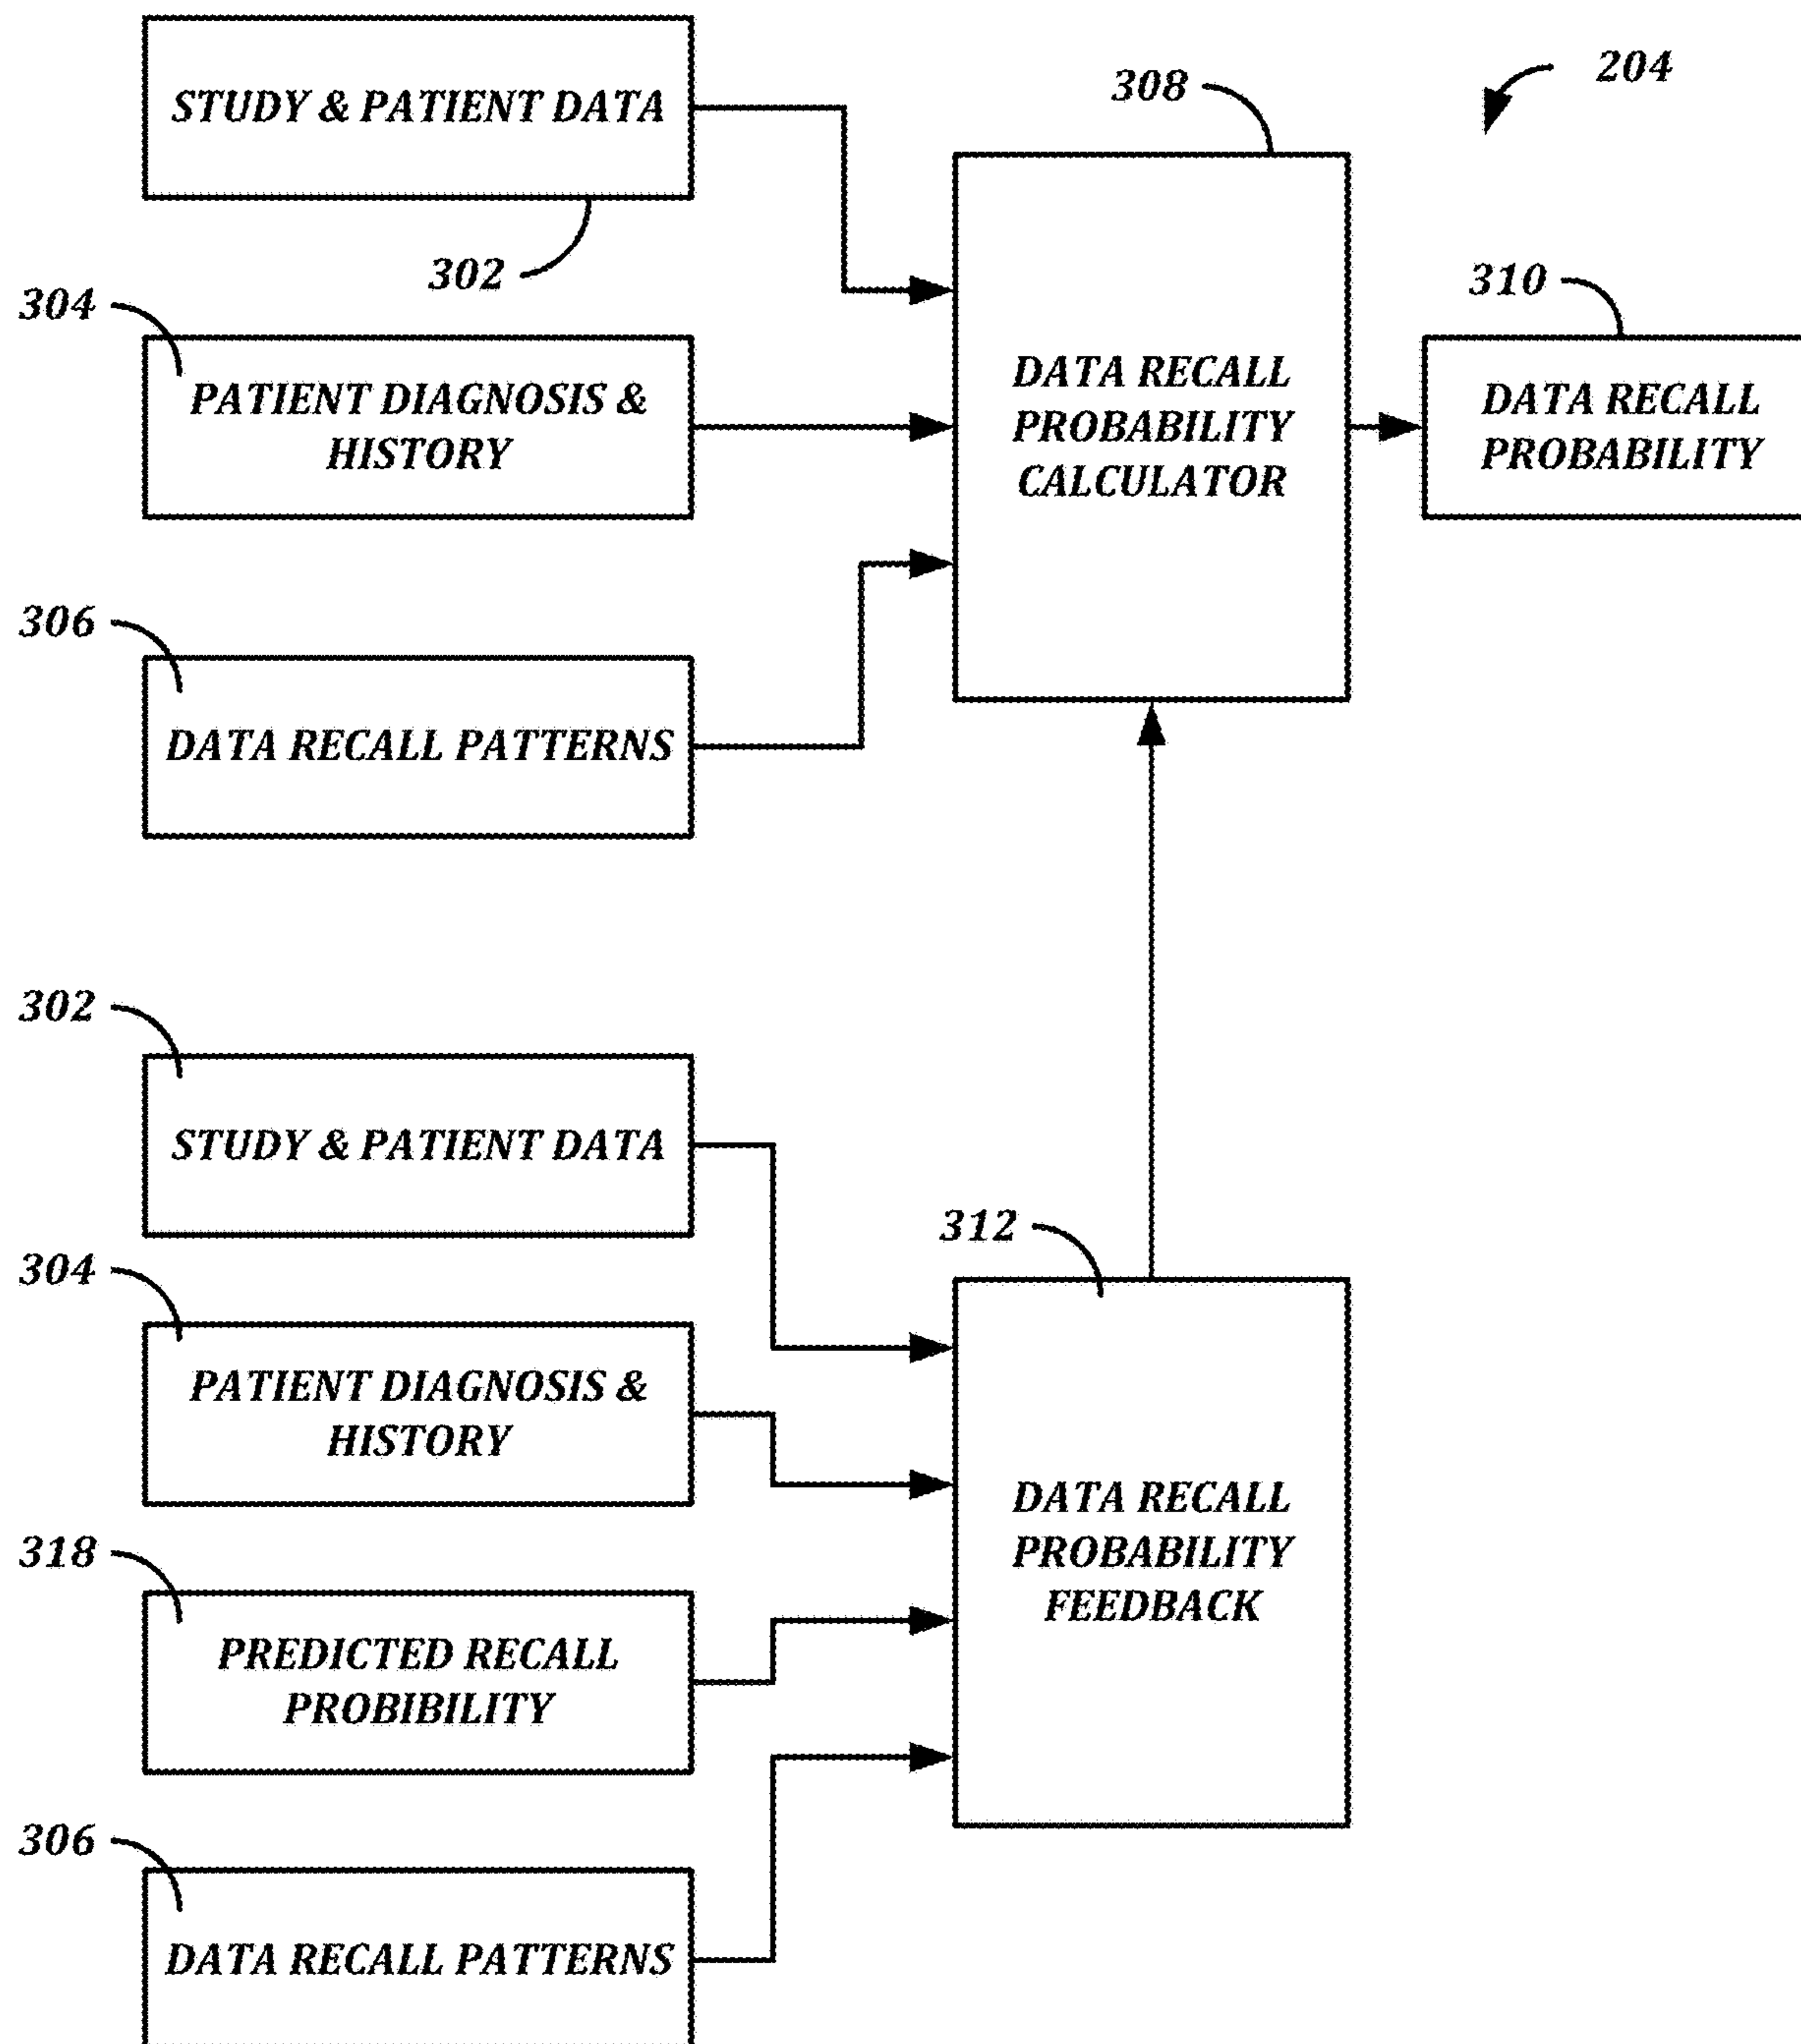 204
STUDY & PATIENT DATA
302
308
304
PATIENT DIAGNOSIS &
HISTORY
DATA RECALL
PROBABILITY
CALCULATOR
310
DATA RECALL
PROBABILITY
306
DATA RECALL PATTERNS
302
STUDY & PATIENT DATA
304
PATIENT DIAGNOSIS &
HISTORY
312
DATA RECALL
PROBABILITY
FEEDBACK
318
PREDICTED RECALL
PROBIBILITY
306
DATA RECALL PATTERNS